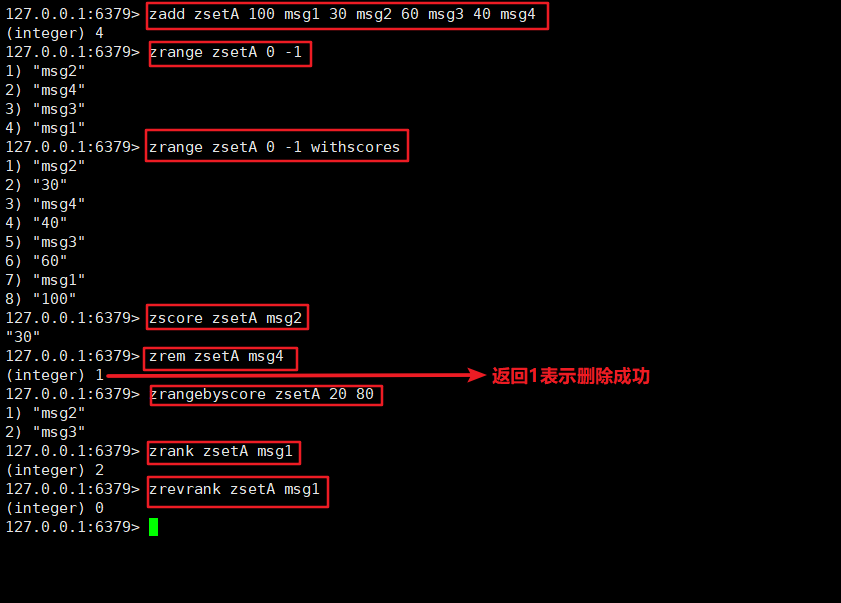 127.0.0.1:6379> zadd zsetA 100 msg1 30 msg2 60 msg3 40 msg4
(integer) 4
127.0.0.1:6379> zrange zsetA 0 -1
1) "msg2"
2) "msg4"
3) "msg3"
4) "msg1"
127.0.0.1:6379> zrange zsetA 0 -1 withscores
1) "msg2"
2) "30"
3) "msg4"
4) "40"
5) "msg3"
6) "60"
7) "msg1"
8) "100"
127.0.0.1:6379> zscore zsetA msg2
"30"
127.0.0.1:6379> zrem zsetA msg4
(integer) 1 返回1表示删除成功
127.0.0.1:6379> zrangebyscore zsetA 20 80
1) "msg2"
2) "msg3"
127.0.0.1:6379> zrank zsetA msg1
(integer) 2
127.0.0.1:6379> zrevrank zsetA msg1
(integer) 0
127.0.0.1:6379>